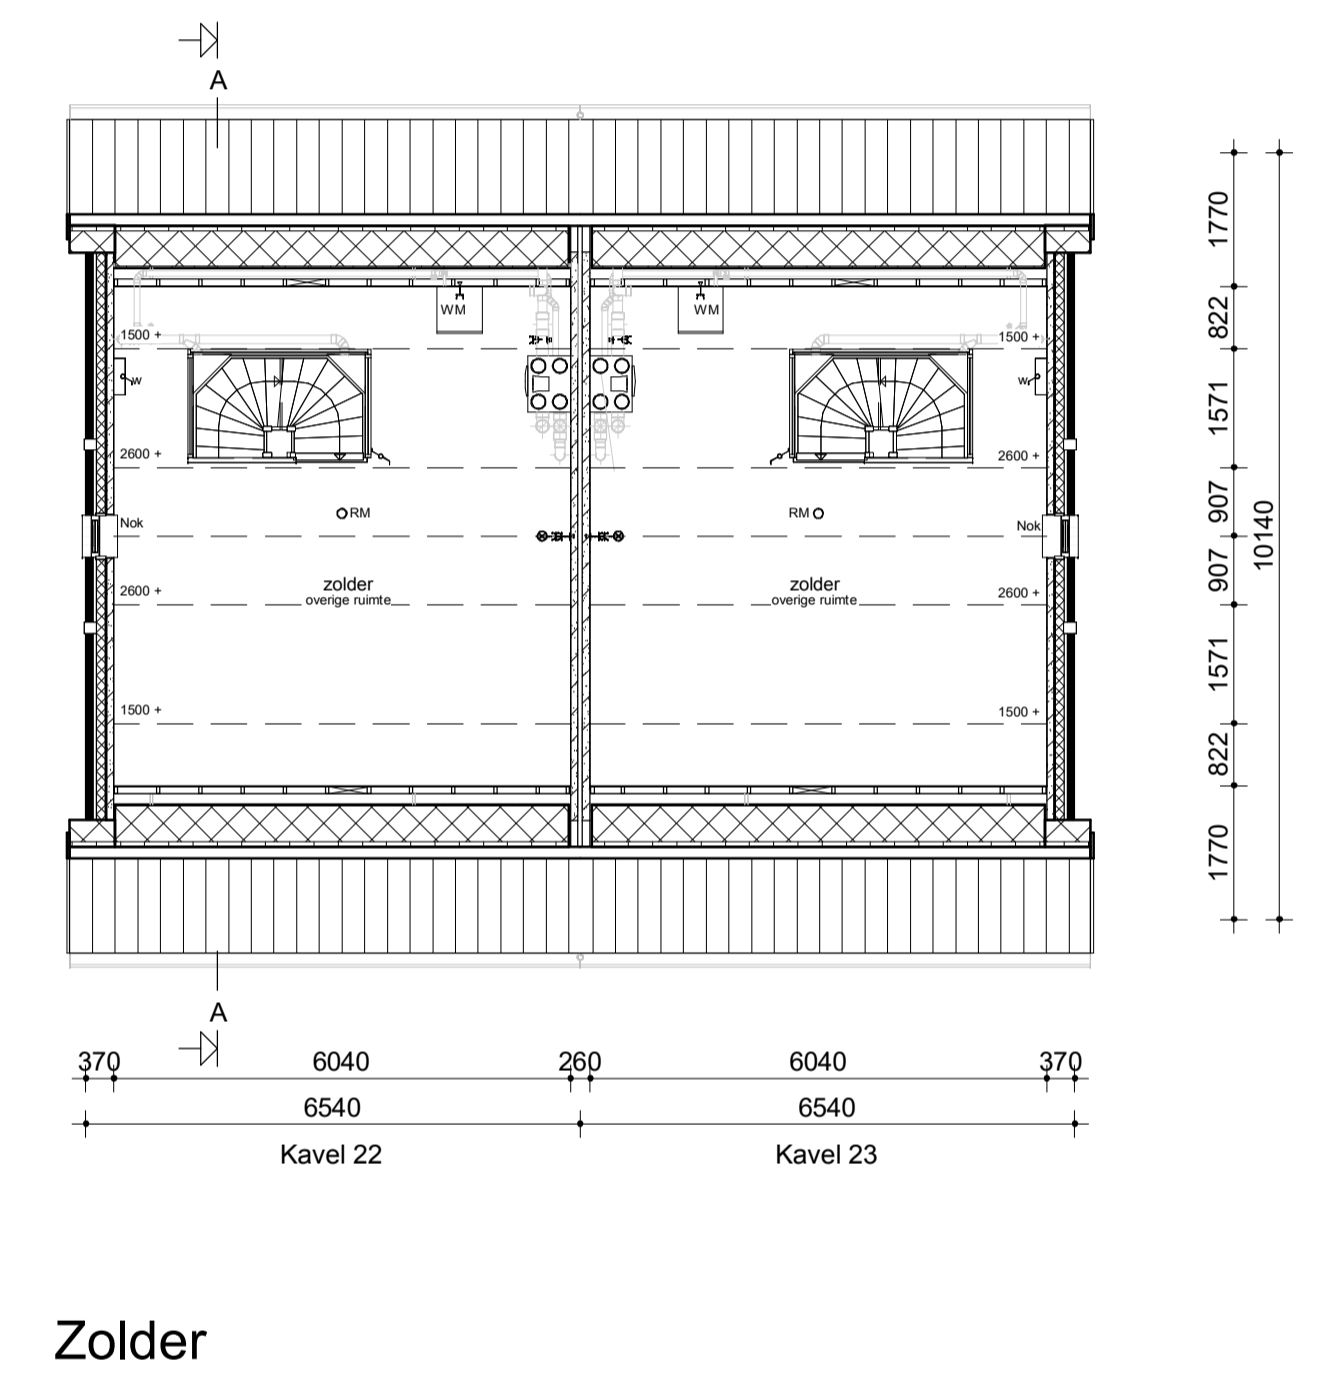 A
1770
822
1571
907
907
1571
822
1770
10140
WM
WM
1500 +
1500 +
W
W
2600 +
2600 +
RM
RM
Nok
Nok
zolder
overige ruimte
zolder
overige ruimte
2600 +
2600 +
1500 +
1500 +
A
370 6040 260 6040 370
6540 6540
Kavel 22 Kavel 23
Zolder